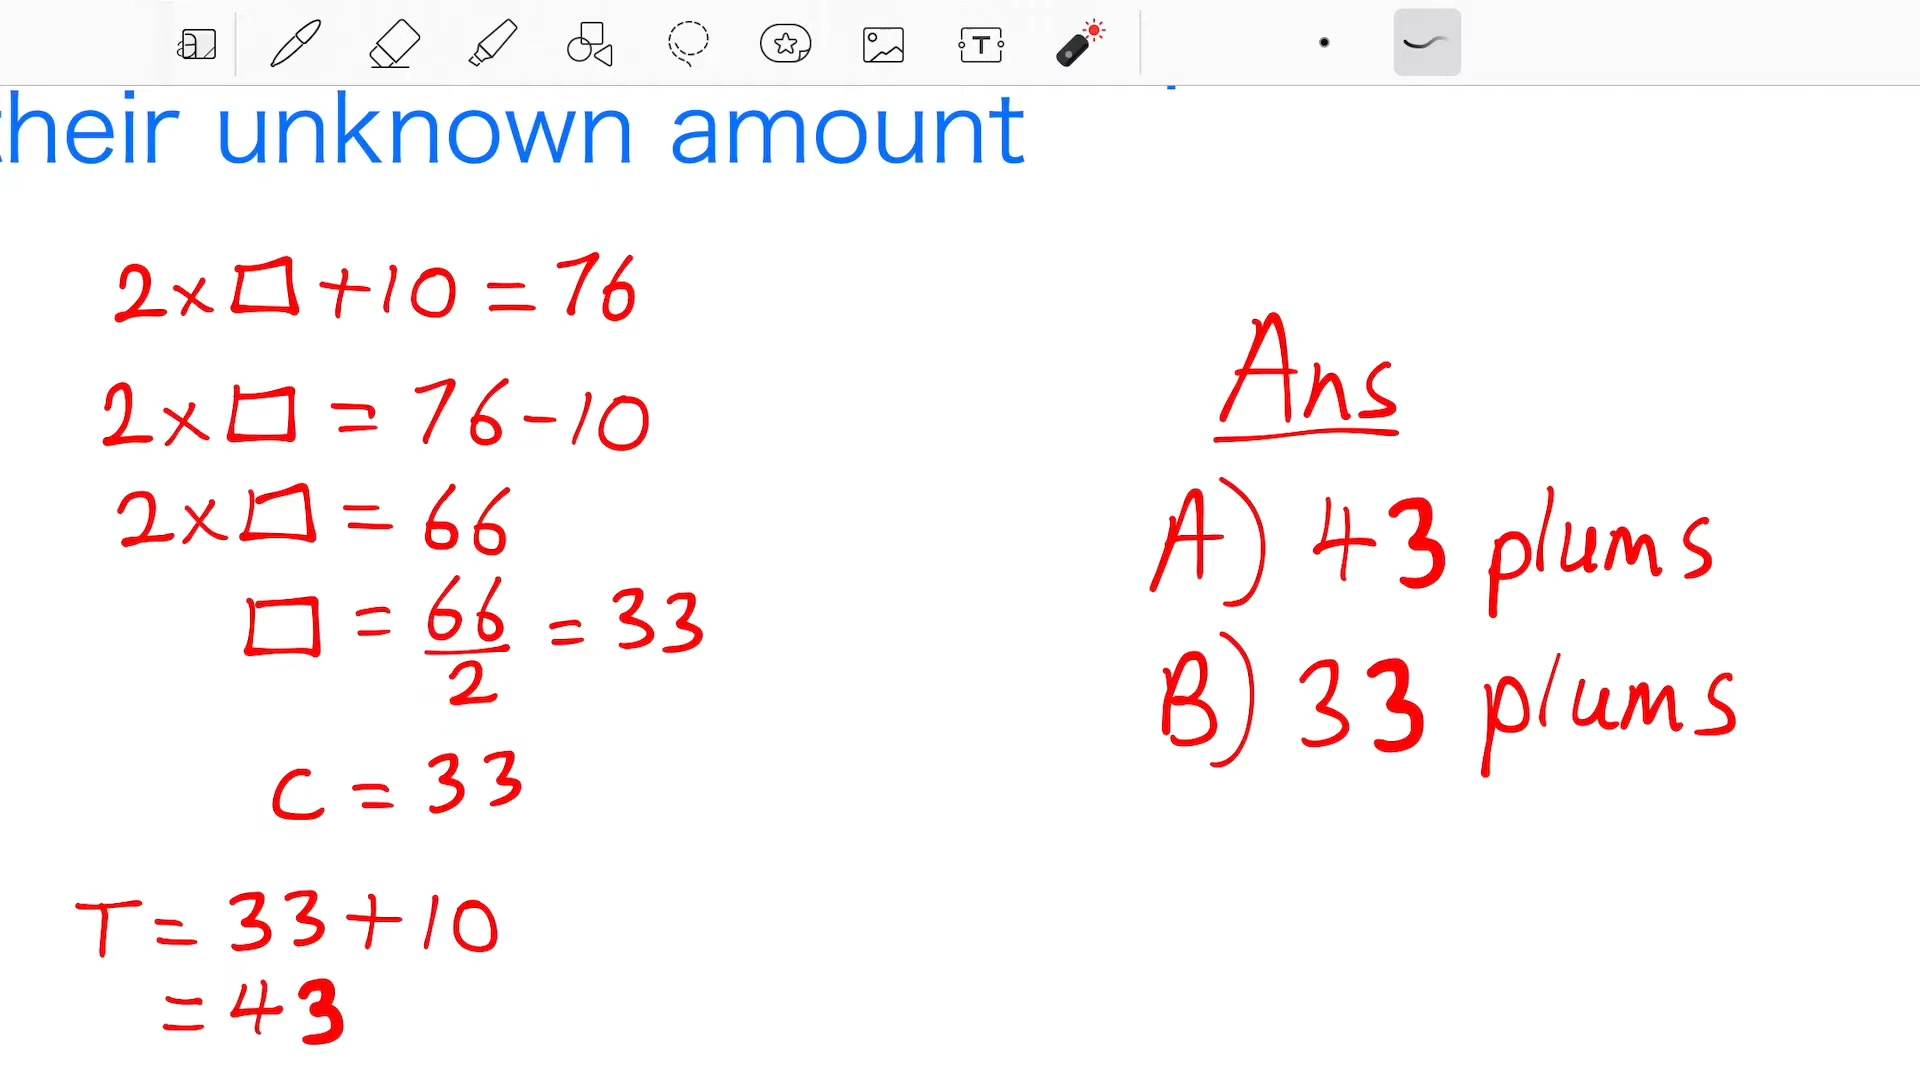 their unknown amount
2 × □ + 10 = 76
2 × □ = 76 - 10
2 × □ = 66
□ = 66/2 = 33
C = 33
T = 33 + 10
= 43
Ans
A) 43 plums
B) 33 plums